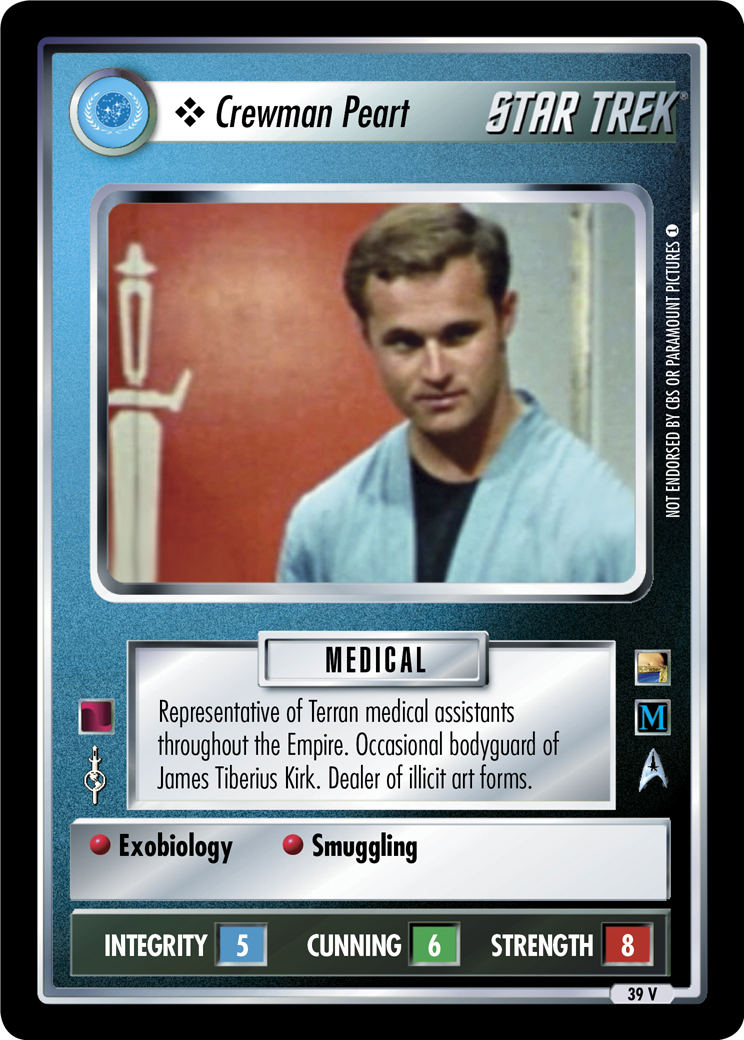 ❖ Crewman Peart
STAR TREK®
NOT ENDORSED BY CBS OR PARAMOUNT PICTURES 1
MEDICAL
Representative of Terran medical assistants
throughout the Empire. Occasional bodyguard of
James Tiberius Kirk. Dealer of illicit art forms.
M
Exobiology Smuggling
INTEGRITY 5 CUNNING 6 STRENGTH 8
39 V